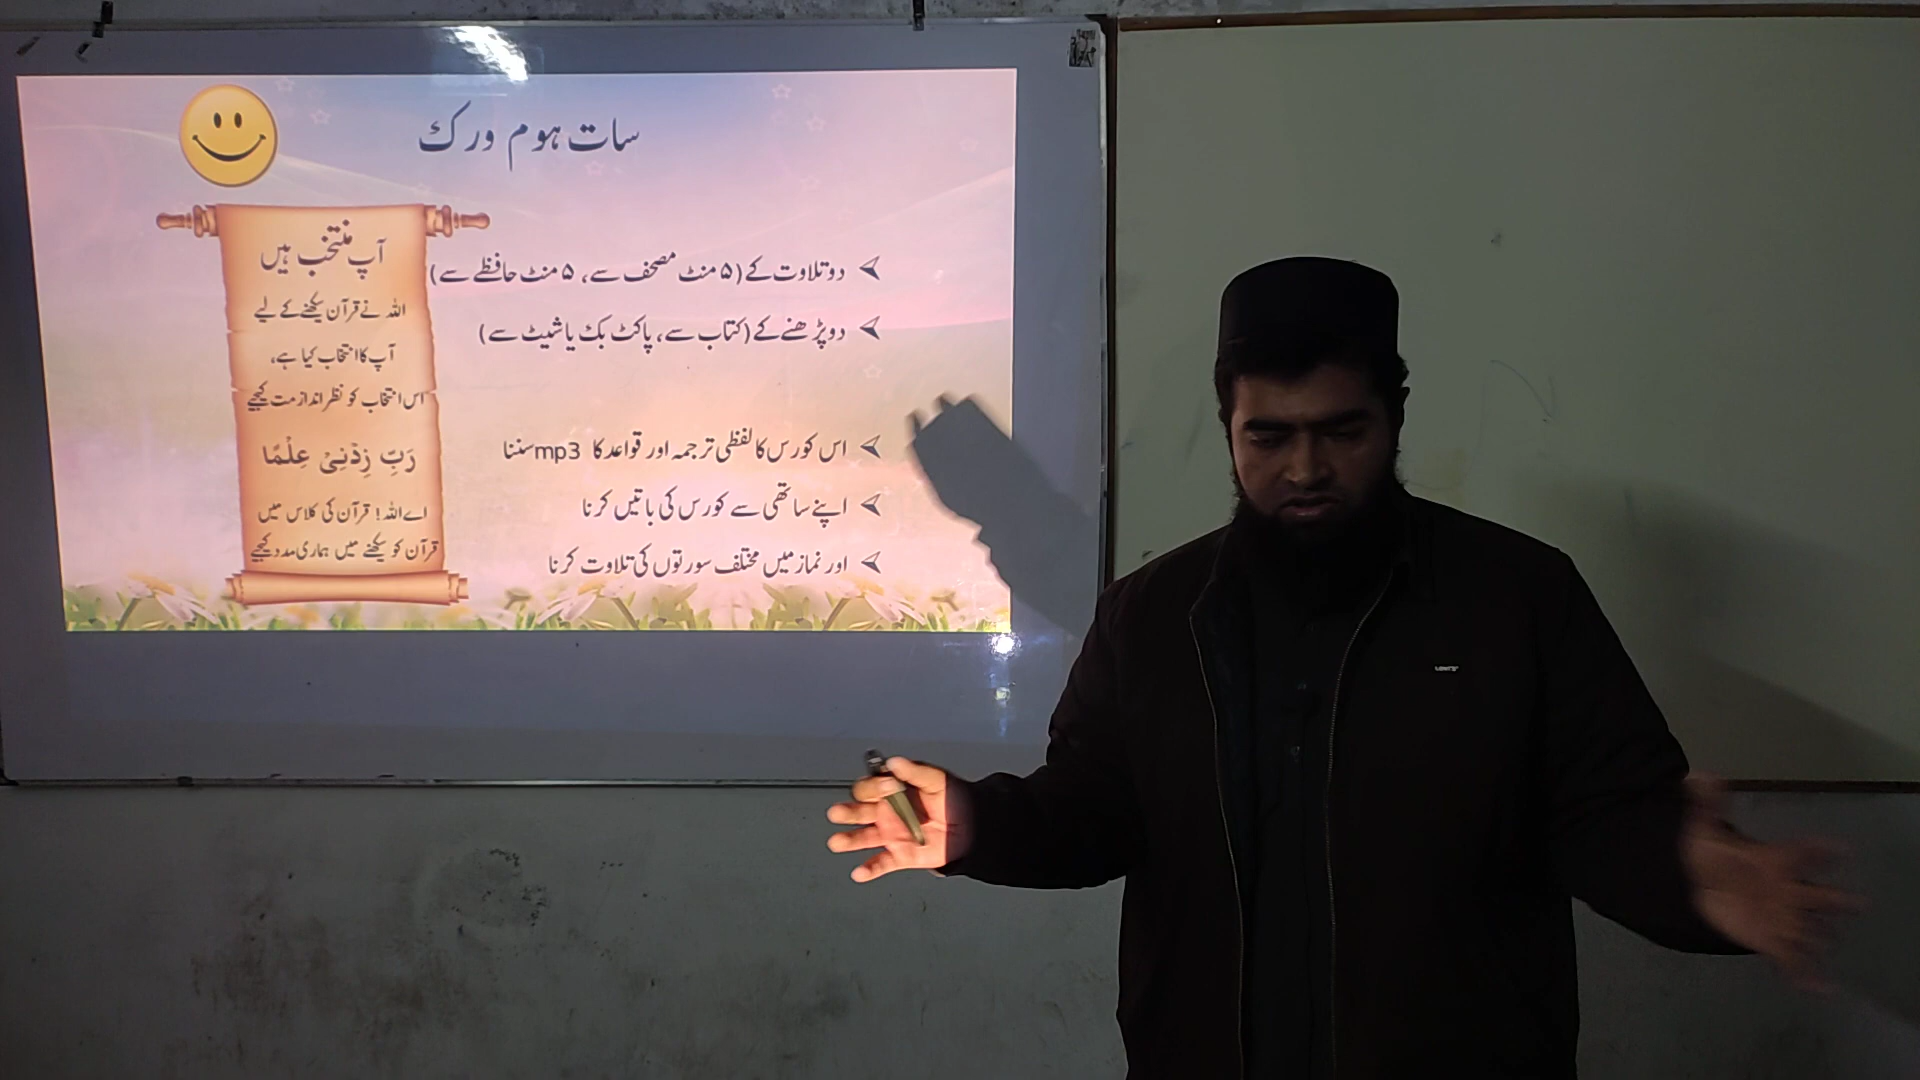 سات ہوم ورک
دو تلاوت کے (۵ منٹ مصحف سے، ۵ منٹ حافظے سے)
دو پڑھنے کے (کتاب سے، پاکٹ بک یا شیٹ سے)
اس کورس کا لفظی ترجمہ اور قواعد کا mp3 سننا
اپنے ساتھی سے کورس کی باتیں کرنا
اور نماز میں مختلف سورتوں کی تلاوت کرنا
آپ منتخب ہیں
اللہ نے قرآن سیکھنے کے لیے
آپ کا انتخاب کیا ہے،
اس انتخاب کو نظر انداز مت کیجیے
رَبِّ زِدْنِیْ عِلْمًا
اے اللہ! قرآن کی کلاس میں
قرآن کو سیکھنے میں ہماری مدد کیجیے